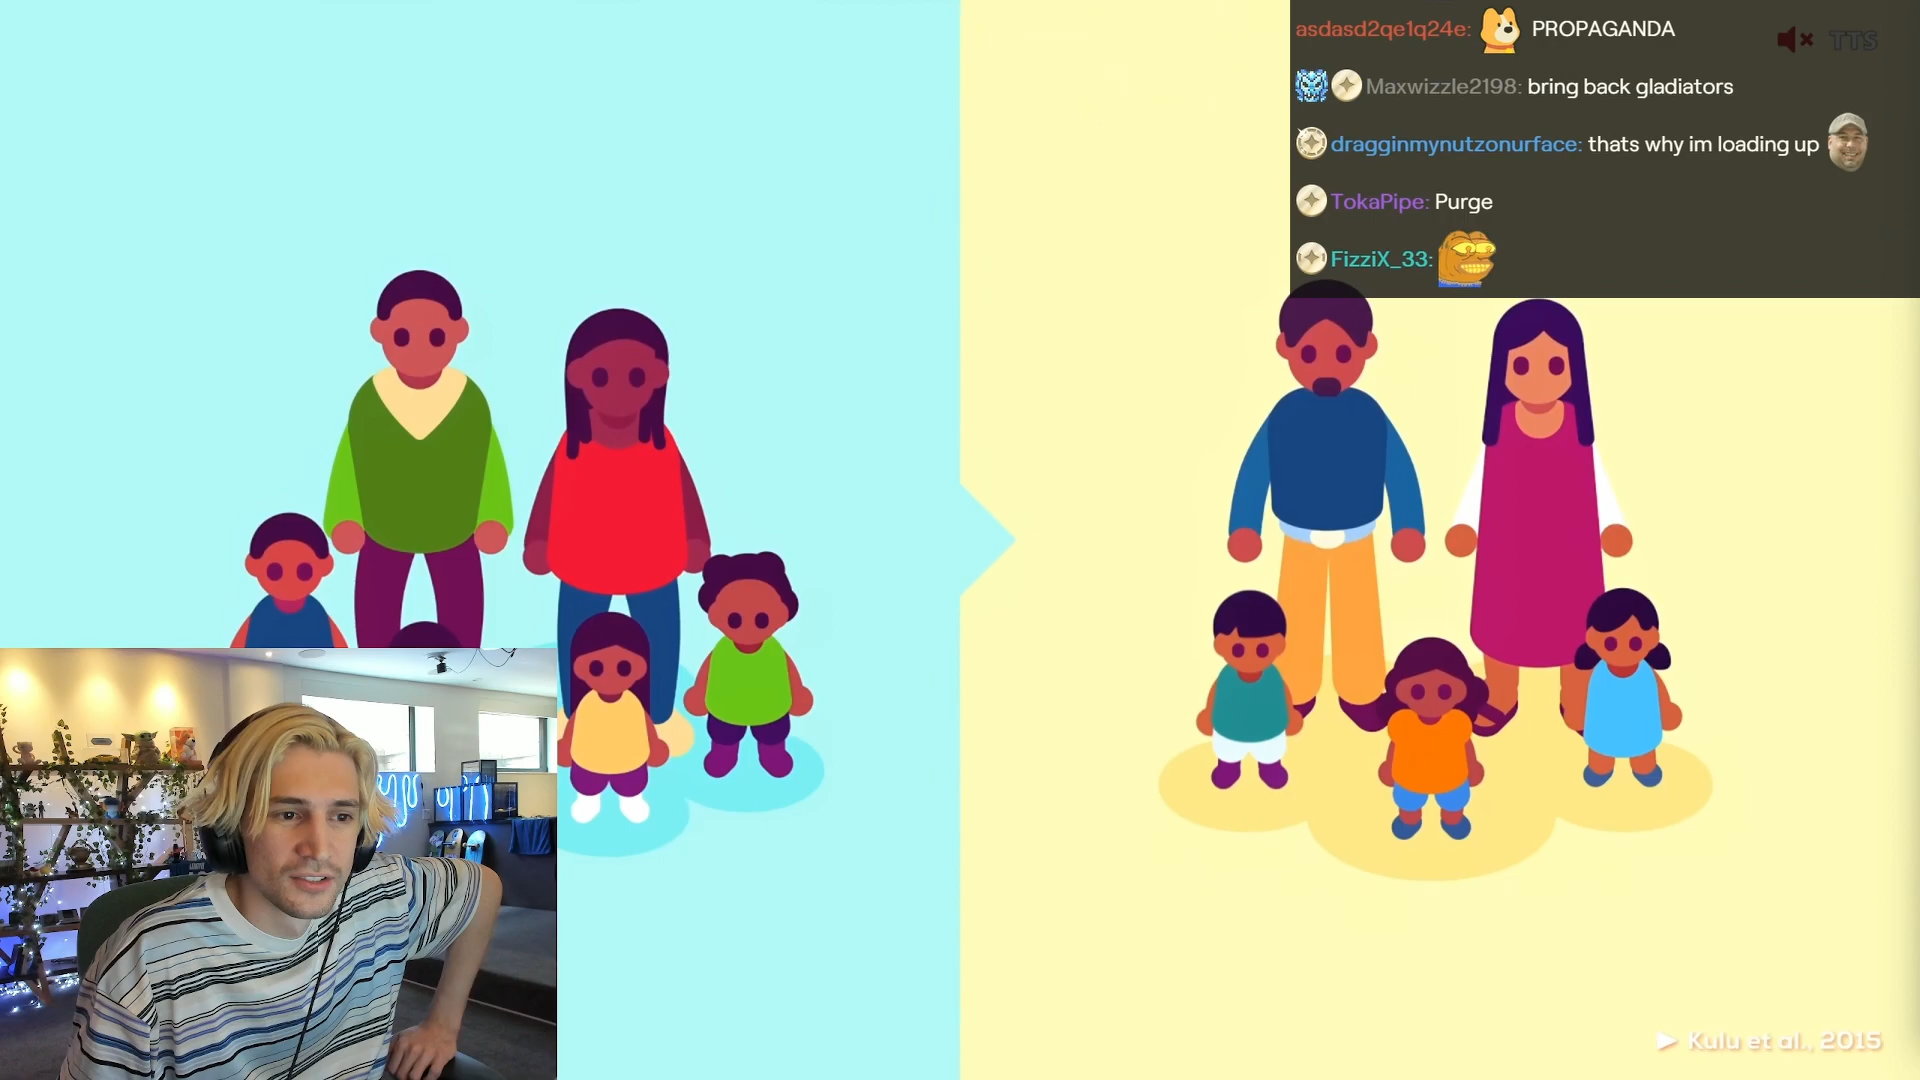 asdasd2qe1q24e: PROPAGANDA
TTS
Maxwizzle2198: bring back gladiators
dragginmynutzonurface: thats why im loading up
TokaPipe: Purge
FizziX_33:
Kulu et al., 2015